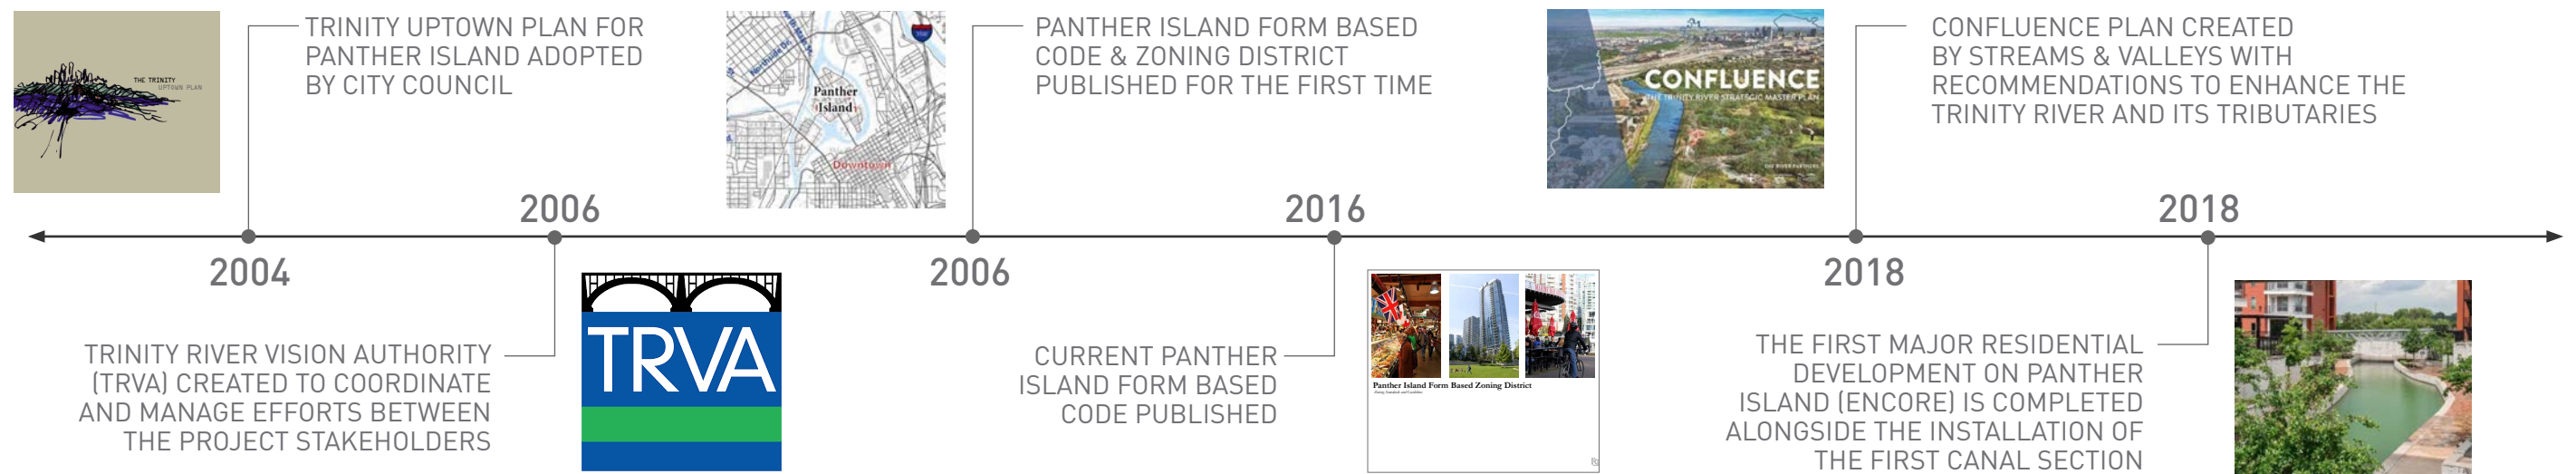 THE TRINITY
UPTOWN PLAN
TRINITY UPTOWN PLAN FOR
PANTHER ISLAND ADOPTED
BY CITY COUNCIL
2004
2006
TRINITY RIVER VISION AUTHORITY
(TRVA) CREATED TO COORDINATE
AND MANAGE EFFORTS BETWEEN
THE PROJECT STAKEHOLDERS
TRVA
Northside Dr.
Panther
Island
Downtown
PANTHER ISLAND FORM BASED
CODE & ZONING DISTRICT
PUBLISHED FOR THE FIRST TIME
2006
2016
CURRENT PANTHER
ISLAND FORM BASED
CODE PUBLISHED
Panther Island Form Based Zoning District
CONFLUENCE
THE TRINITY RIVER STRATEGIC MASTER PLAN
CONFLUENCE PLAN CREATED
BY STREAMS & VALLEYS WITH
RECOMMENDATIONS TO ENHANCE THE
TRINITY RIVER AND ITS TRIBUTARIES
2018
2018
THE FIRST MAJOR RESIDENTIAL
DEVELOPMENT ON PANTHER
ISLAND (ENCORE) IS COMPLETED
ALONGSIDE THE INSTALLATION OF
THE FIRST CANAL SECTION